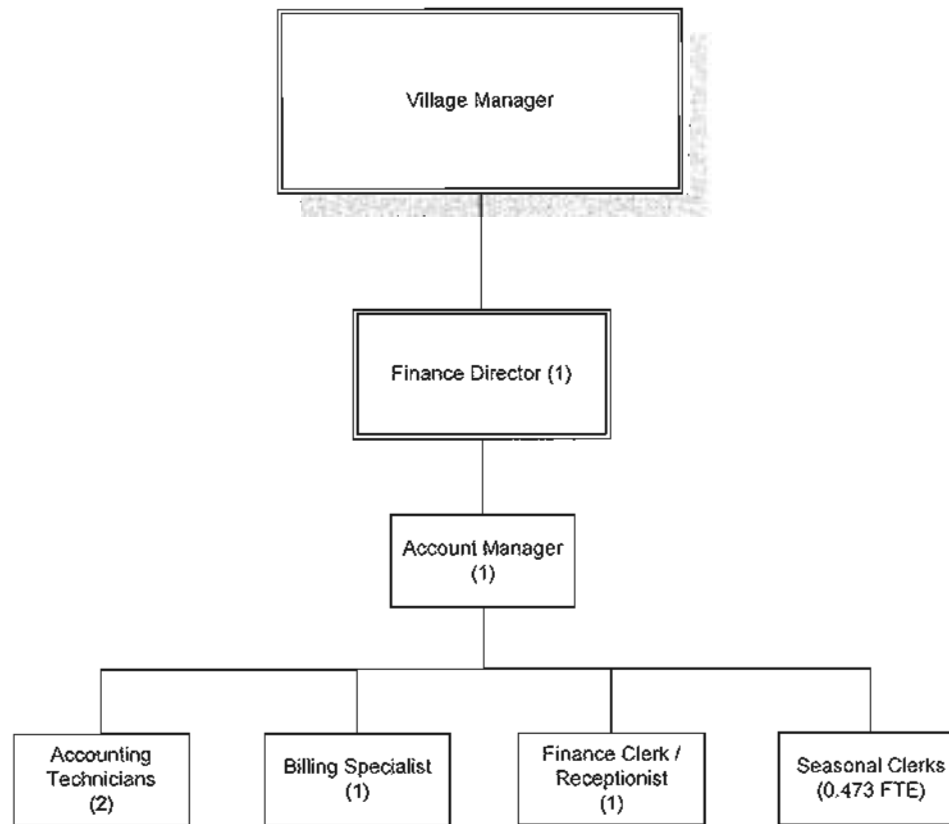 Village Manager
Finance Director (1)
Account Manager
(1)
Accounting
Technicians
(2)
Billing Specialist
(1)
Finance Clerk /
Receptionist
(1)
Seasonal Clerks
(0.473 FTE)